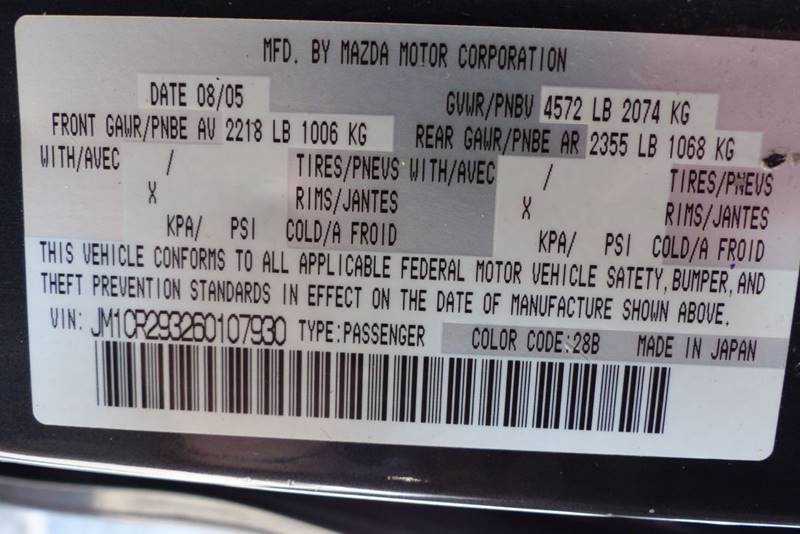 MFD. BY MAZDA MOTOR CORPORATION
DATE 08/05 GVWR/PNBV 4572 LB 2074 KG
FRONT GAWR/PNBE AV 2218 LB 1006 KG REAR GAWR/PNBE AR 2355 LB 1068 KG
WITH/AVEC / TIRES/PNEUS WITH/AVEC / TIRES/PNEUS
X RIMS/JANTES X RIMS/JANTES
KPA/ PSI COLD/A FROID KPA/ PSI COLD/A FROID
THIS VEHICLE CONFORMS TO ALL APPLICABLE FEDERAL MOTOR VEHICLE SAFETY, BUMPER, AND
THEFT PREVENTION STANDARDS IN EFFECT ON THE DATE OF MANUFACTURE SHOWN ABOVE.
VIN: JM1CR293260107930 TYPE:PASSENGER COLOR CODE:28B MADE IN JAPAN